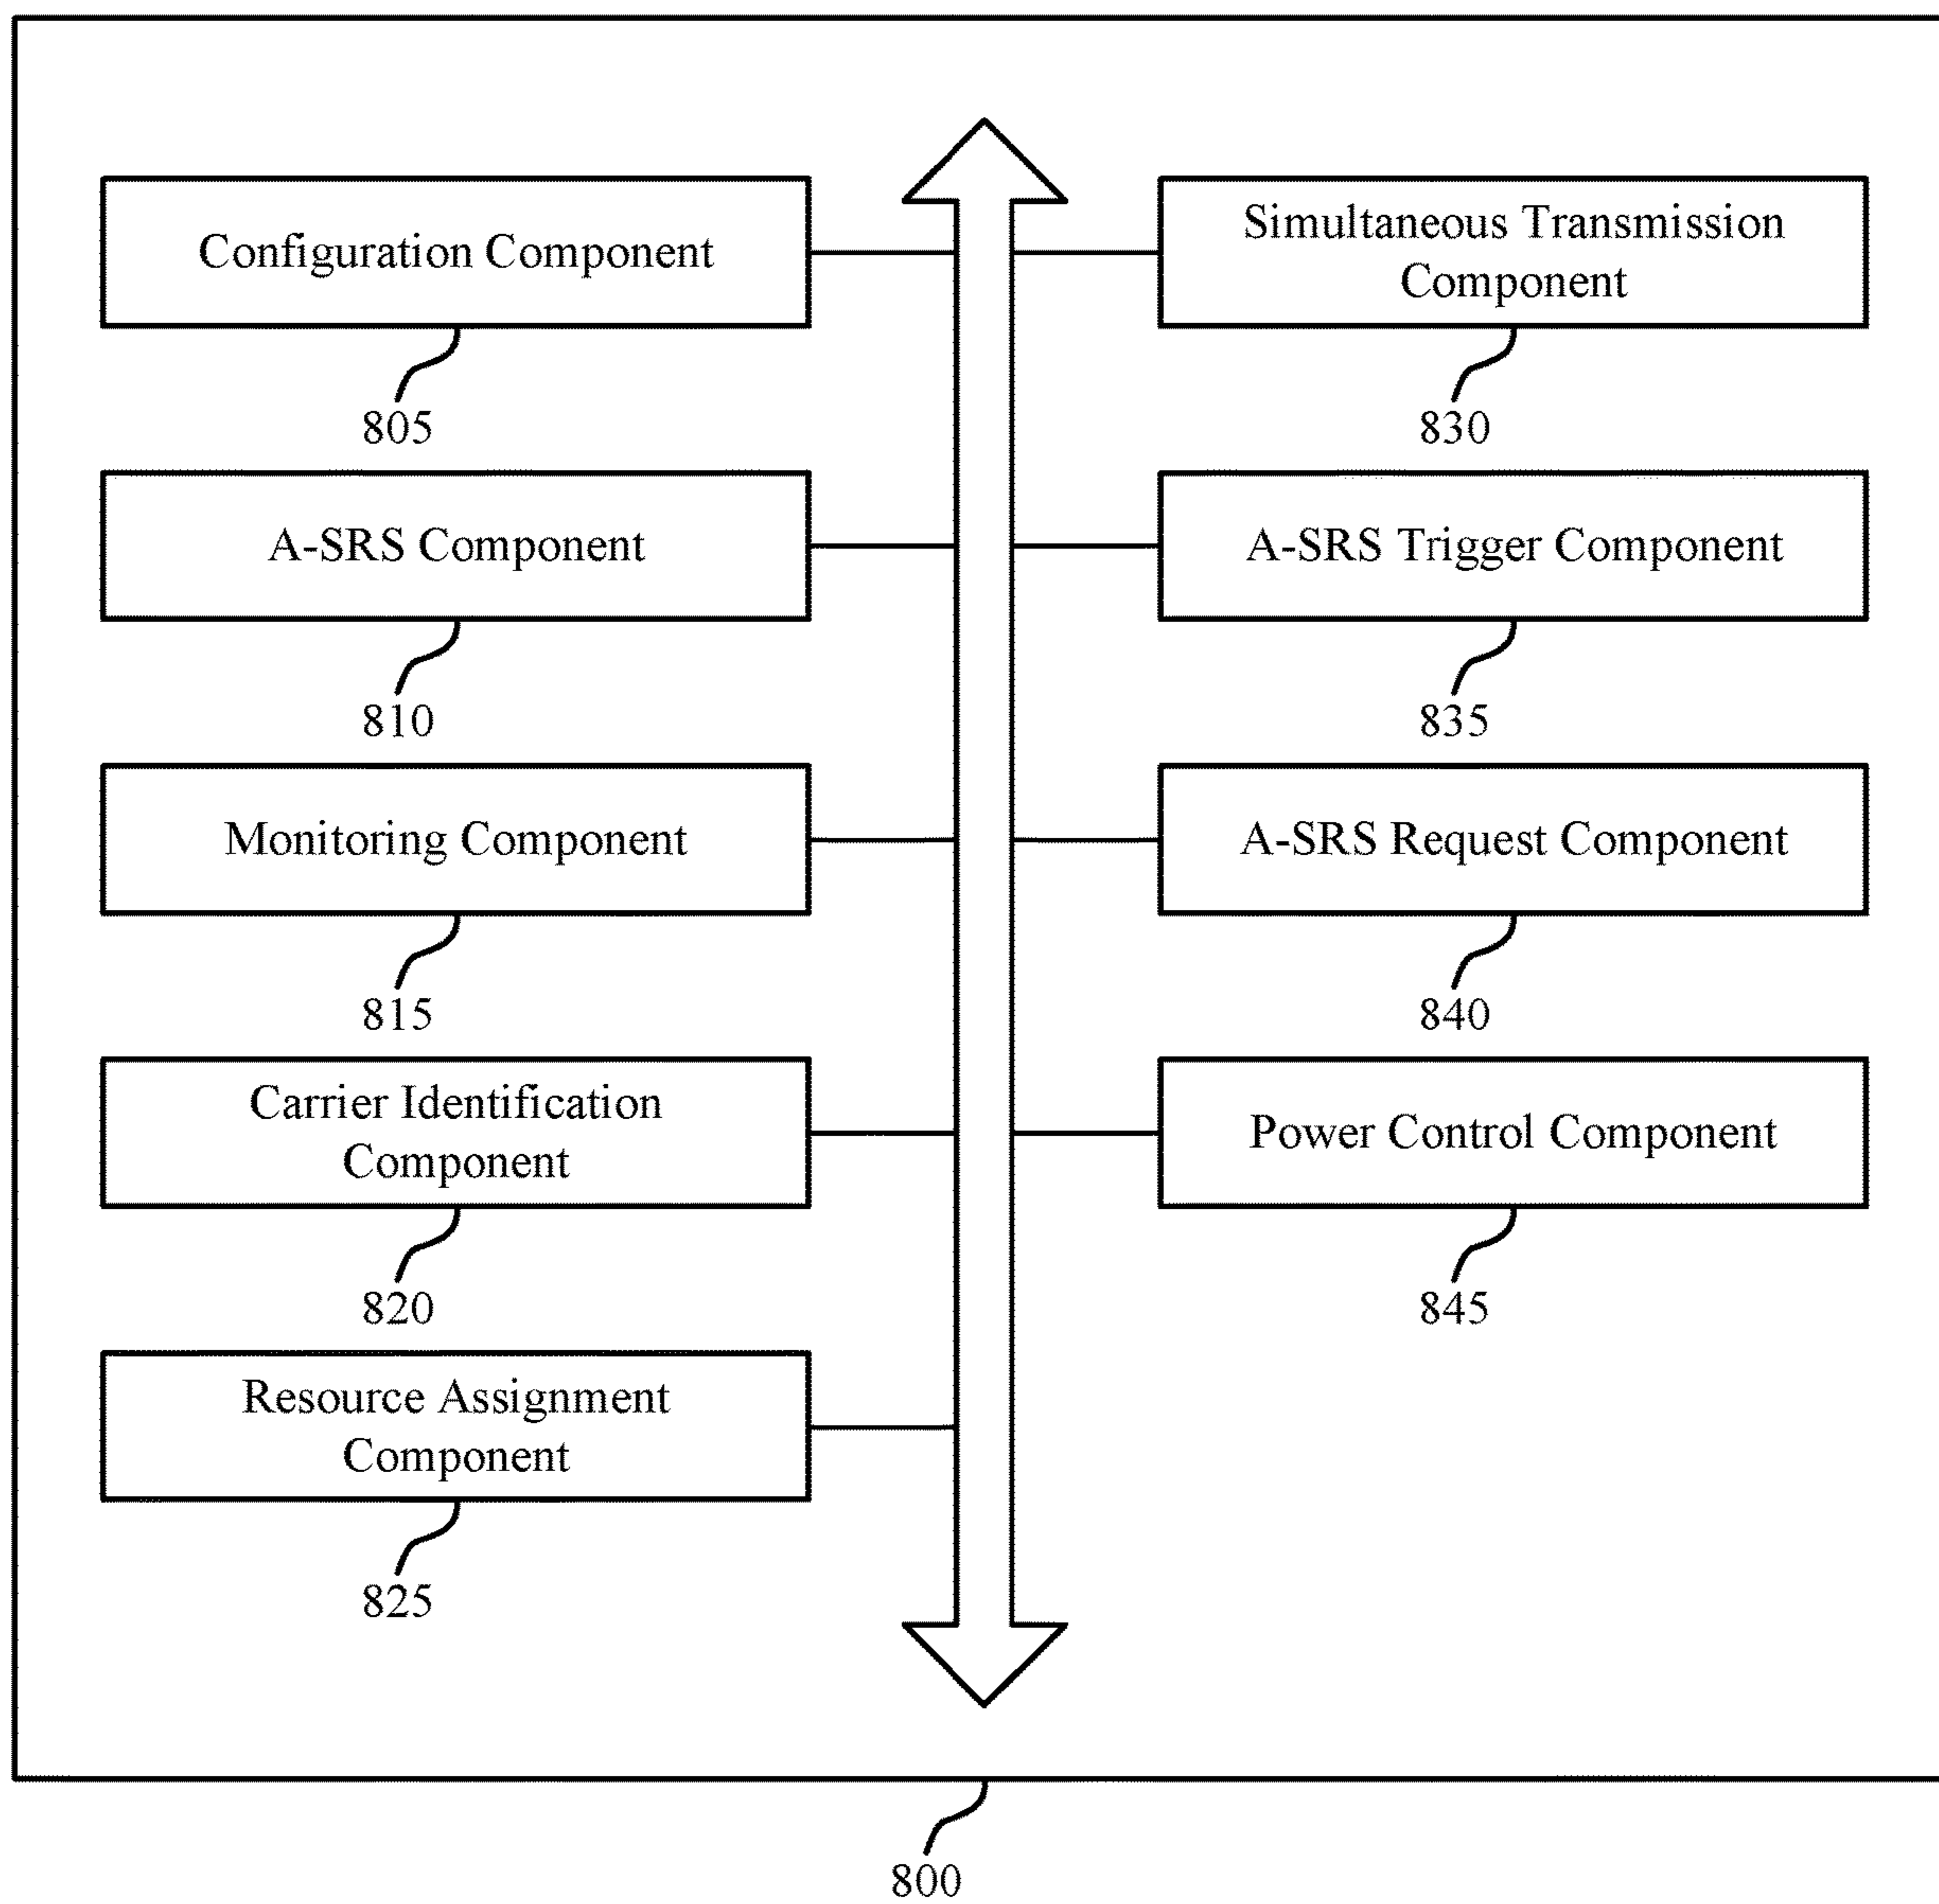 Configuration Component
805
A-SRS Component
810
Monitoring Component
815
Carrier Identification
Component
820
Resource Assignment
Component
825
Simultaneous Transmission
Component
830
A-SRS Trigger Component
835
A-SRS Request Component
840
Power Control Component
845
800